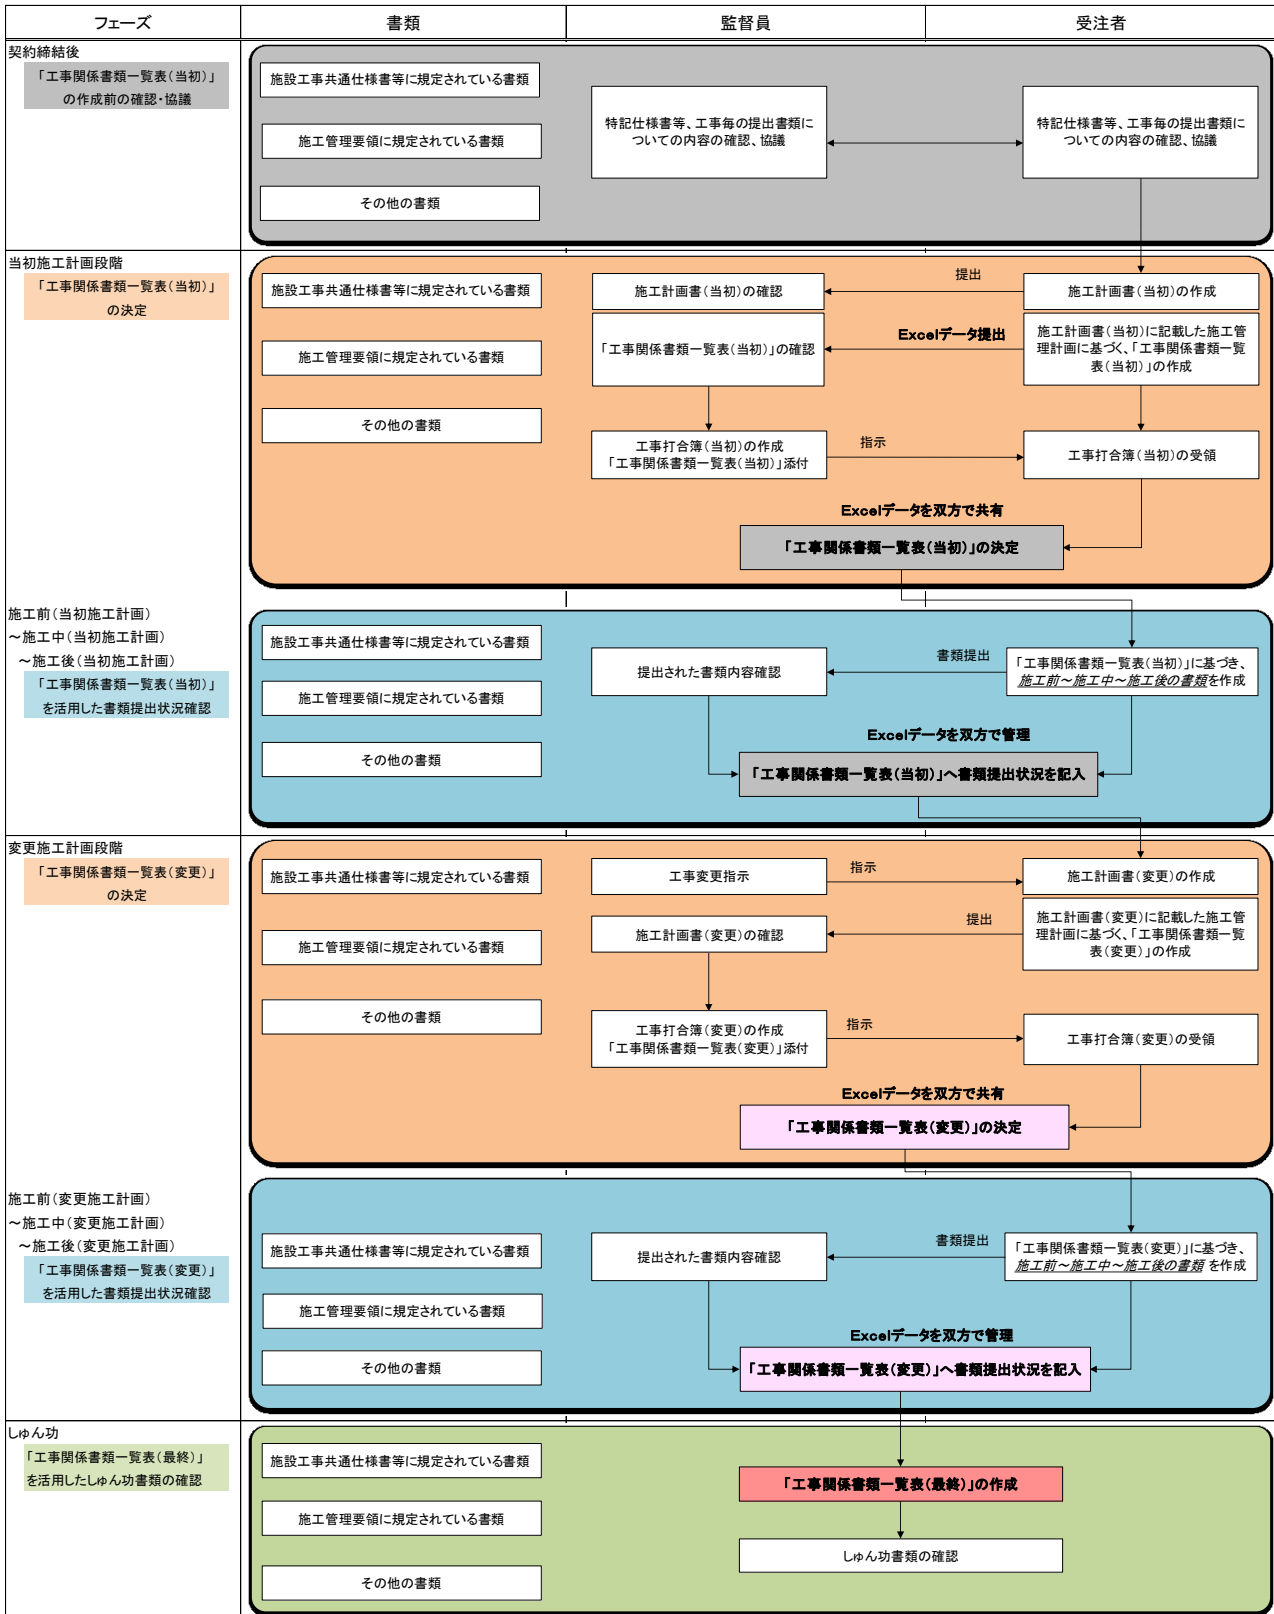 フェーズ
書類
監督員
受注者
契約締結後
「工事関係書類一覧表(当初)」
の作成前の確認・協議
施設工事共通仕様書等に規定されている書類
施工管理要領に規定されている書類
その他の書類
特記仕様書等、工事毎の提出書類に
ついての内容の確認、協議
特記仕様書等、工事毎の提出書類に
ついての内容の確認、協議
当初施工計画段階
「工事関係書類一覧表(当初)」
の決定
施設工事共通仕様書等に規定されている書類
施工管理要領に規定されている書類
その他の書類
施工計画書(当初)の確認
提出
施工計画書(当初)の作成
「工事関係書類一覧表(当初)」の確認
Excelデータ提出
施工計画書(当初)に記載した施工管
理計画に基づく、「工事関係書類一覧
表(当初)」の作成
工事打合簿(当初)の作成
「工事関係書類一覧表(当初)」添付
指示
工事打合簿(当初)の受領
Excelデータを双方で共有
「工事関係書類一覧表(当初)」の決定
施工前(当初施工計画)
～施工中(当初施工計画)
～施工後(当初施工計画)
「工事関係書類一覧表(当初)」
を活用した書類提出状況確認
施設工事共通仕様書等に規定されている書類
施工管理要領に規定されている書類
その他の書類
提出された書類内容確認
書類提出
「工事関係書類一覧表(当初)」に基づき、
施工前～施工中～施工後の書類を作成
Excelデータを双方で管理
「工事関係書類一覧表(当初)」へ書類提出状況を記入
変更施工計画段階
「工事関係書類一覧表(変更)」
の決定
施設工事共通仕様書等に規定されている書類
施工管理要領に規定されている書類
その他の書類
工事変更指示
指示
施工計画書(変更)の作成
施工計画書(変更)の確認
提出
施工計画書(変更)に記載した施工管
理計画に基づく、「工事関係書類一覧
表(変更)」の作成
工事打合簿(変更)の作成
「工事関係書類一覧表(変更)」添付
指示
工事打合簿(変更)の受領
Excelデータを双方で共有
「工事関係書類一覧表(変更)」の決定
施工前(変更施工計画)
～施工中(変更施工計画)
～施工後(変更施工計画)
「工事関係書類一覧表(変更)」
を活用した書類提出状況確認
施設工事共通仕様書等に規定されている書類
施工管理要領に規定されている書類
その他の書類
提出された書類内容確認
書類提出
「工事関係書類一覧表(変更)」に基づき、
施工前～施工中～施工後の書類 を作成
Excelデータを双方で管理
「工事関係書類一覧表(変更)」へ書類提出状況を記入
しゅん功
「工事関係書類一覧表(最終)」
を活用したしゅん功書類の確認
施設工事共通仕様書等に規定されている書類
施工管理要領に規定されている書類
その他の書類
「工事関係書類一覧表(最終)」の作成
しゅん功書類の確認